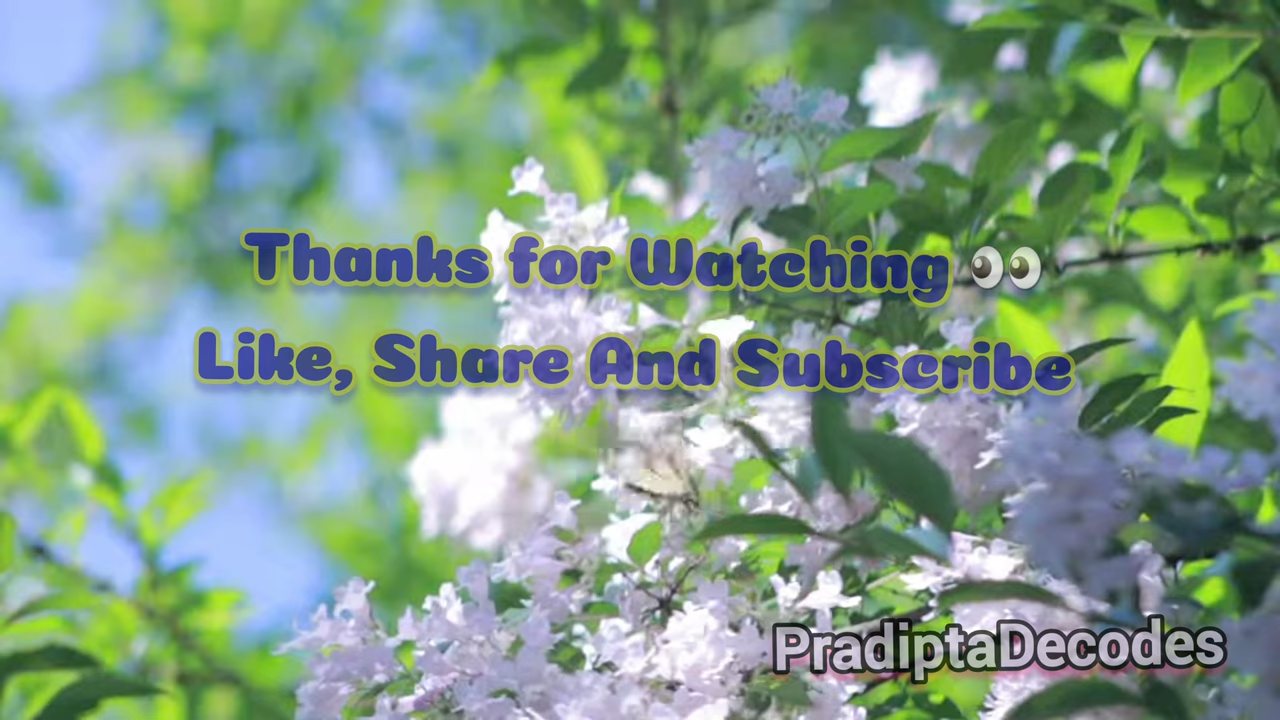 Thanks for Watching 👀
Like, Share And Subscribe
PradiptaDecodes